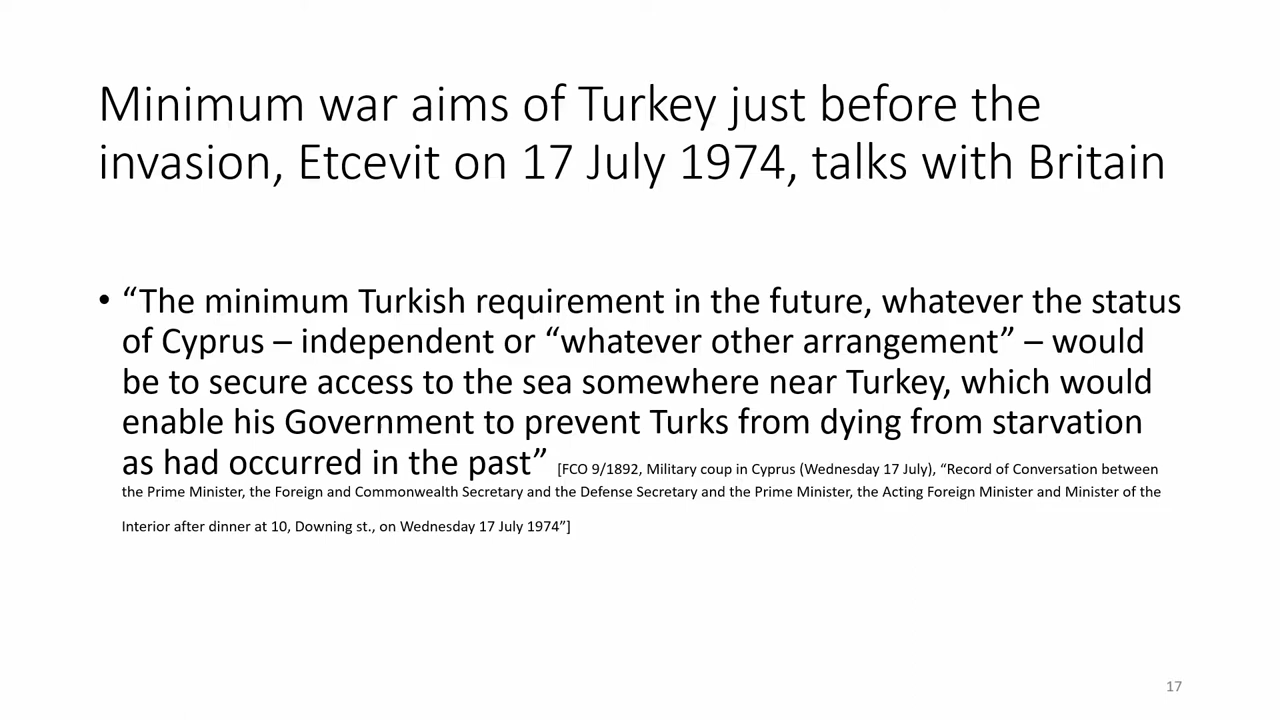 Minimum war aims of Turkey just before the
invasion, Etcevit on 17 July 1974, talks with Britain
• “The minimum Turkish requirement in the future, whatever the status
of Cyprus – independent or “whatever other arrangement” – would
be to secure access to the sea somewhere near Turkey, which would
enable his Government to prevent Turks from dying from starvation
as had occurred in the past” [FCO 9/1892, Military coup in Cyprus (Wednesday 17 July), “Record of Conversation between
the Prime Minister, the Foreign and Commonwealth Secretary and the Defense Secretary and the Prime Minister, the Acting Foreign Minister and Minister of the
Interior after dinner at 10, Downing st., on Wednesday 17 July 1974”]
17